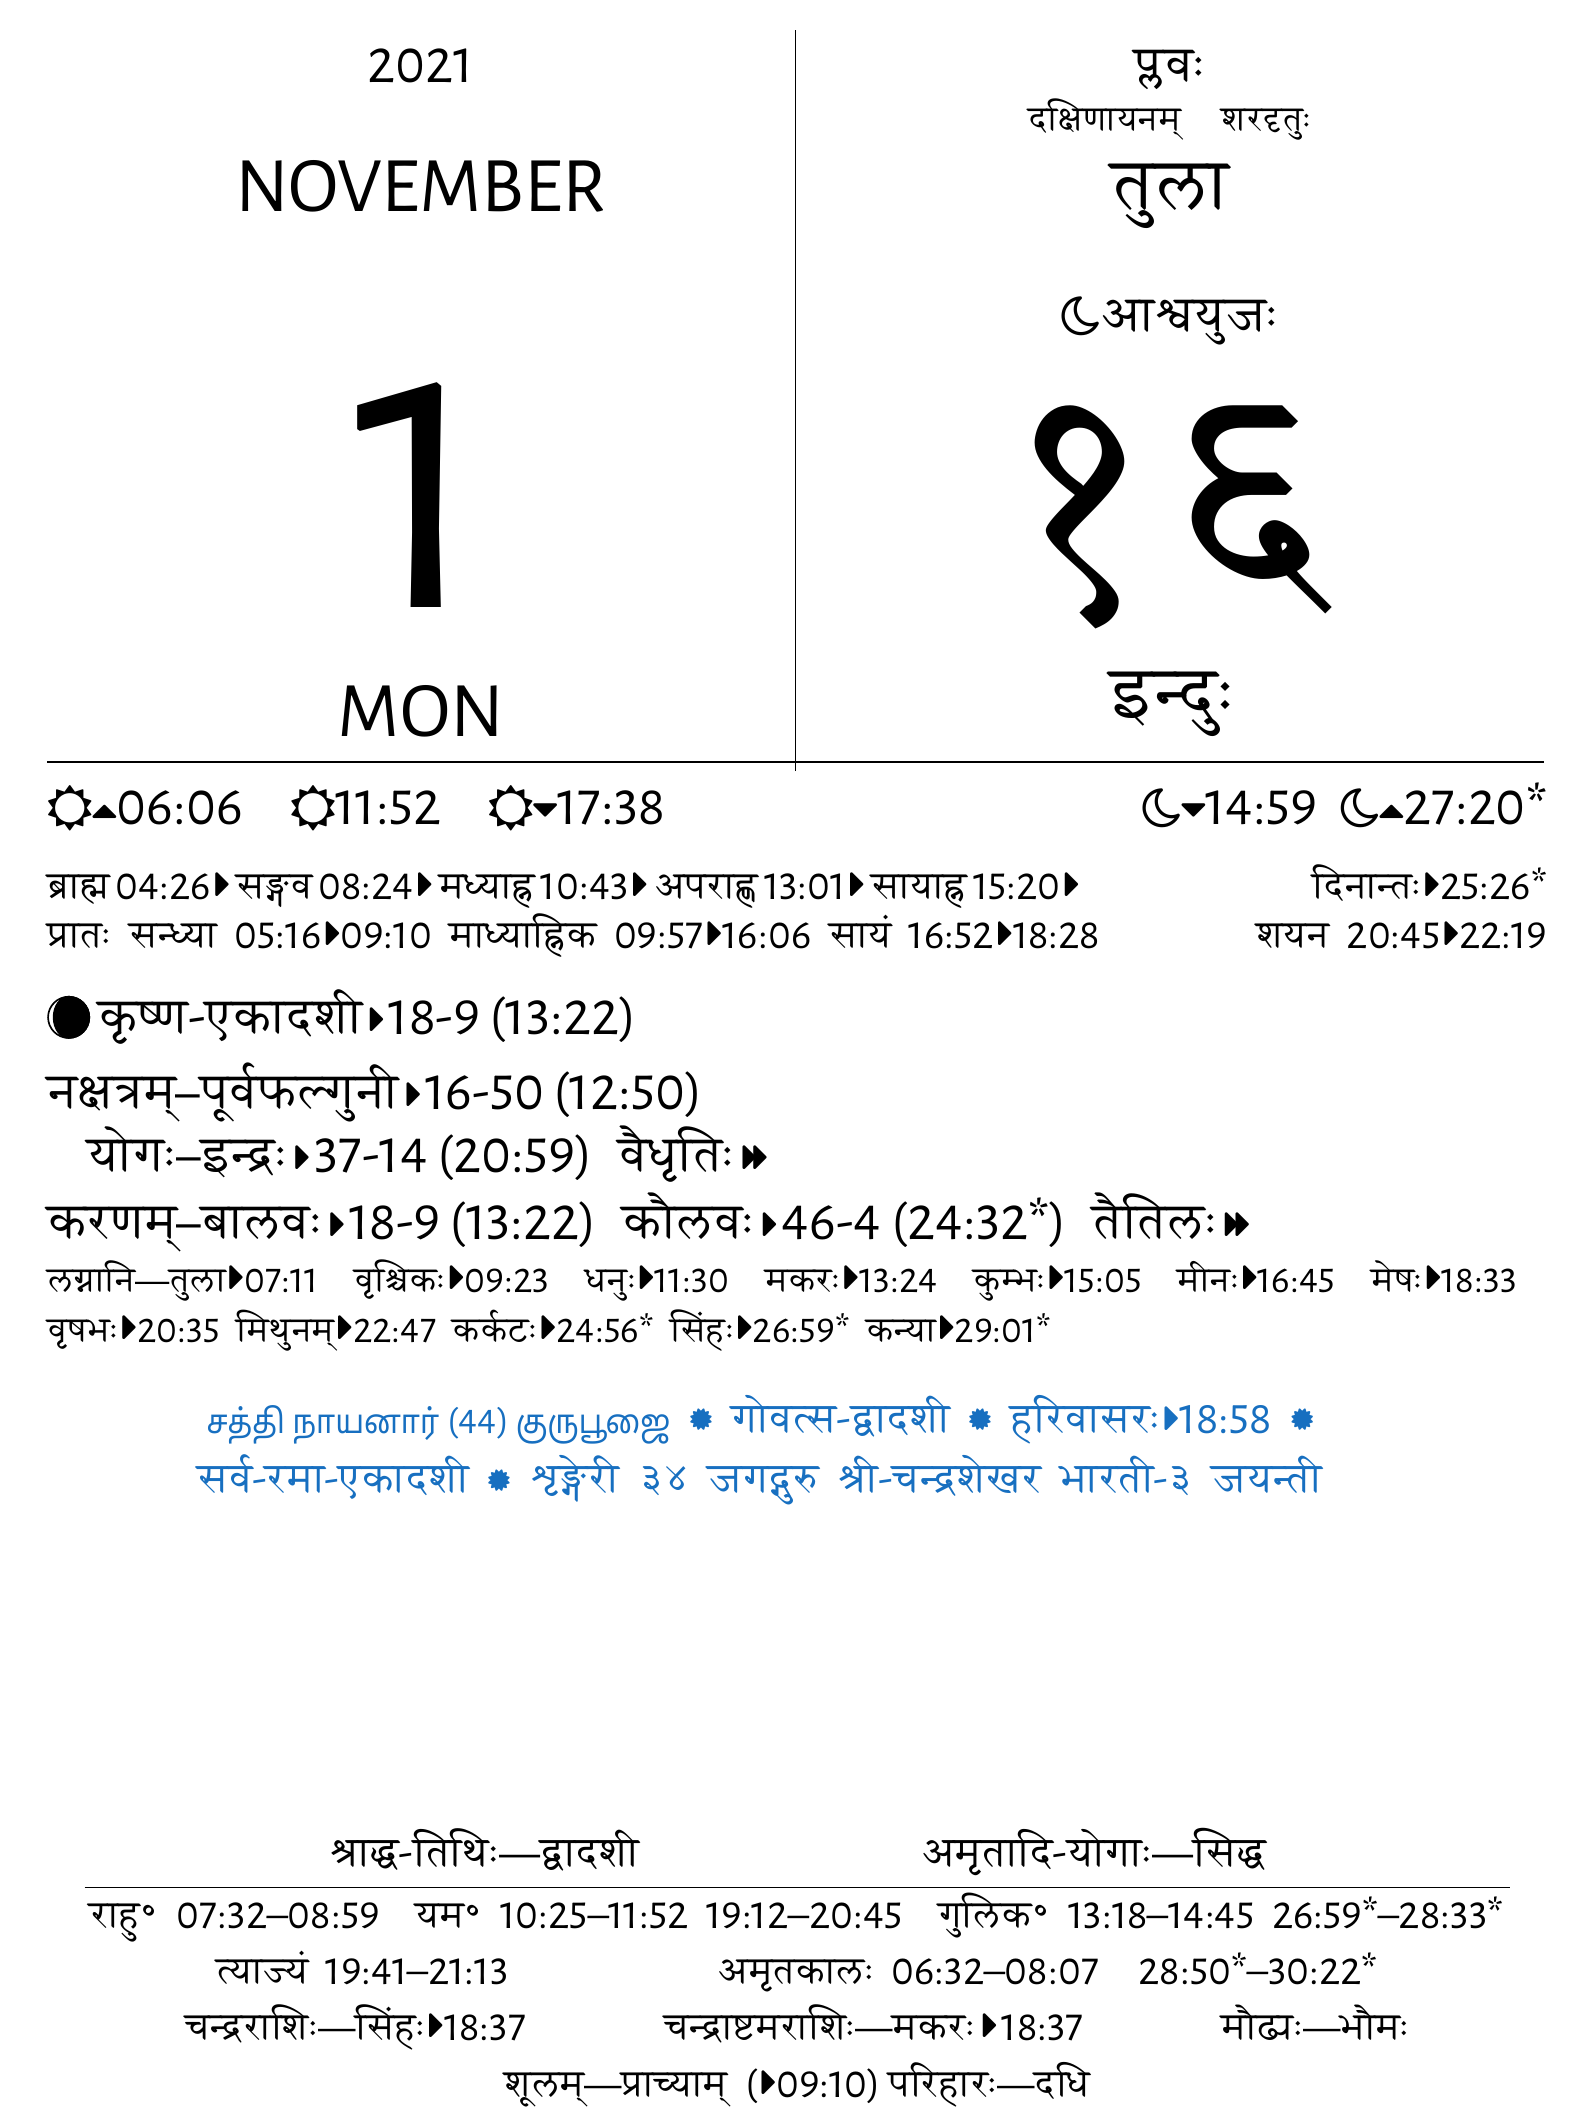 2021
NOVEMBER
1
MON
प्लवः
दक्षिणायनम् शरदृतुः
तुला
आश्वयुजः
१६
इन्दुः
06:06 11:52 17:38 14:59 27:20*
ब्राह्म 04:26 सङ्गव 08:24 मध्याह्न 10:43 अपराह्ण 13:01 सायाह्न 15:20 दिनान्तः 25:26*
प्रातः सन्ध्या 05:16 09:10 माध्याह्निक 09:57 16:06 सायं 16:52 18:28 शयन 20:45 22:19
कृष्ण-एकादशी 18-9 (13:22)
नक्षत्रम्–पूर्वफल्गुनी 16-50 (12:50)
योगः–इन्द्रः 37-14 (20:59) वैधृतिः
करणम्–बालवः 18-9 (13:22) कौलवः 46-4 (24:32*) तैतिलः
लग्नानि—तुला 07:11 वृश्चिकः 09:23 धनुः 11:30 मकरः 13:24 कुम्भः 15:05 मीनः 16:45 मेषः 18:33
वृषभः 20:35 मिथुनम् 22:47 कर्कटः 24:56* सिंहः 26:59* कन्या 29:01*
சத்தி நாயனார் (44) குருபூஜை ✹ गोवत्स-द्वादशी ✹ हरिवासरः 18:58 ✹
सर्व-रमा-एकादशी ✹ शृङ्गेरी ३४ जगद्गुरु श्री-चन्द्रशेखर भारती-३ जयन्ती
श्राद्ध-तिथिः—द्वादशी अमृतादि-योगाः—सिद्ध
राहु° 07:32–08:59 यम° 10:25–11:52 19:12–20:45 गुलिक° 13:18–14:45 26:59*–28:33*
त्याज्यं 19:41–21:13 अमृतकालः 06:32–08:07 28:50*–30:22*
चन्द्रराशिः—सिंहः 18:37 चन्द्राष्टमराशिः—मकरः 18:37 मौढ्यः—भौमः
शूलम्—प्राच्याम् ( 09:10) परिहारः—दधि